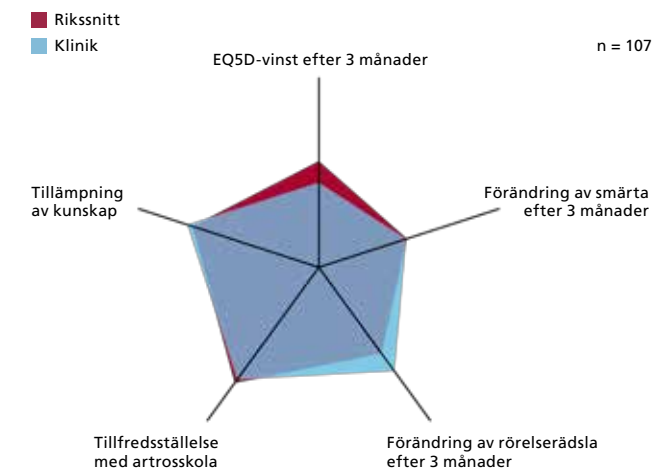 Rikssnitt
Klinik
n = 107
EQ5D-vinst efter 3 månader
Tillämpning
av kunskap
Förändring av smärta
efter 3 månader
Tillfredsställelse
med artrosskola
Förändring av rörelserädsla
efter 3 månader